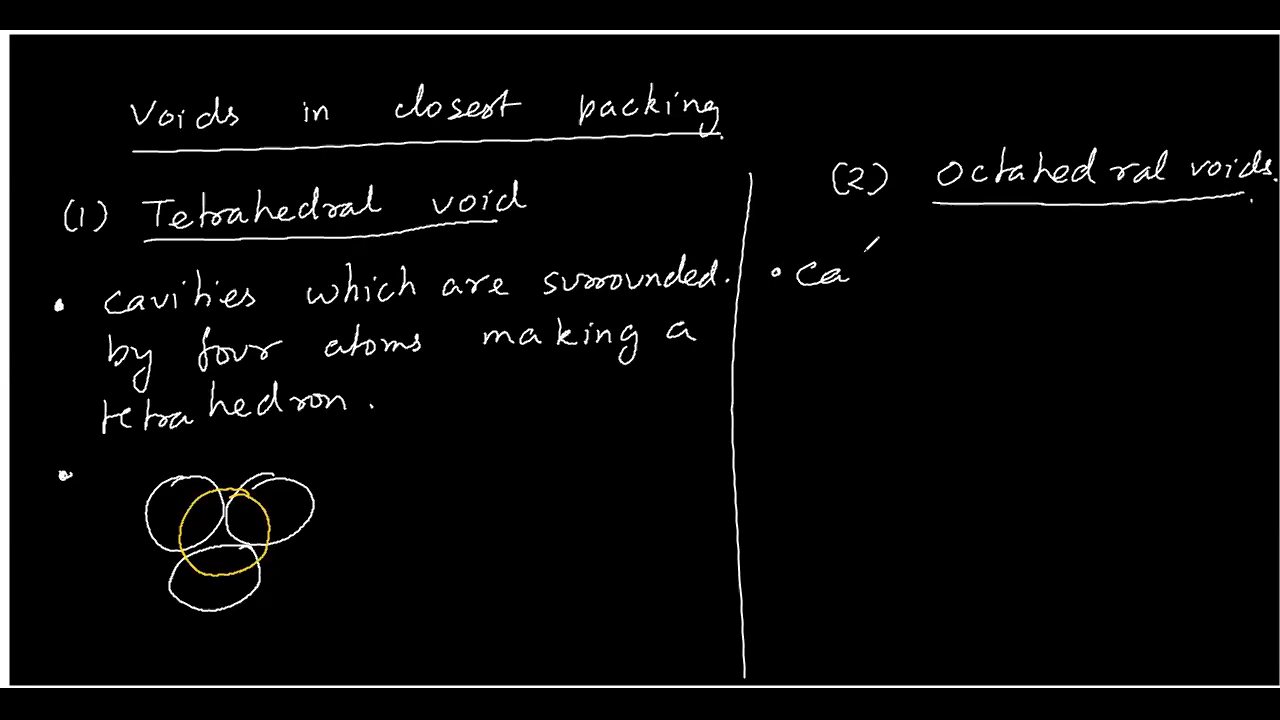 Voids in closest packing
(1) Tetrahedral void
• cavities which are surrounded.
by four atoms making a
tetrahedron.
•
(2) Octahedral voids.
• ca